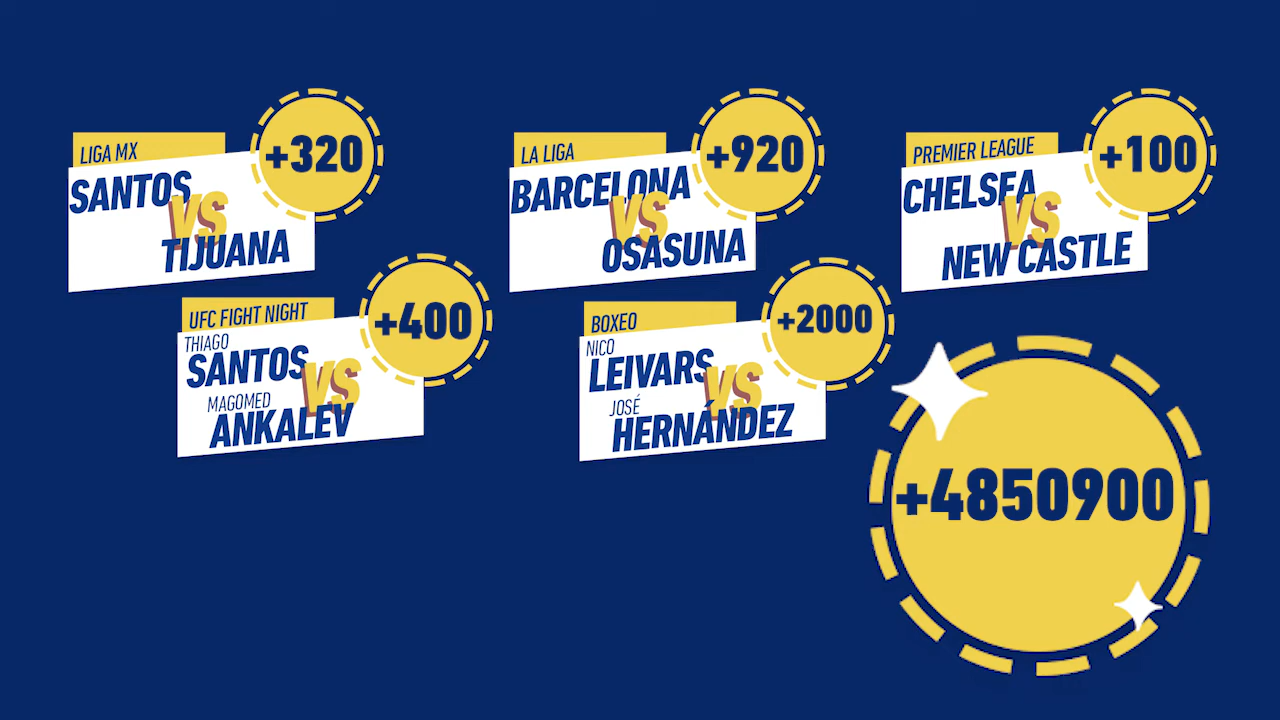 LIGA MX
+320
SANTOS
VS
TIJUANA
LA LIGA
+920
BARCELONA
VS
OSASUNA
PREMIER LEAGUE
+100
CHELSEA
VS
NEW CASTLE
UFC FIGHT NIGHT
+400
THIAGO
SANTOS
VS
MAGOMED
ANKALEV
BOXEO
+2000
NICO
LEIVARS
VS
JOSÉ
HERNÁNDEZ
+4850900